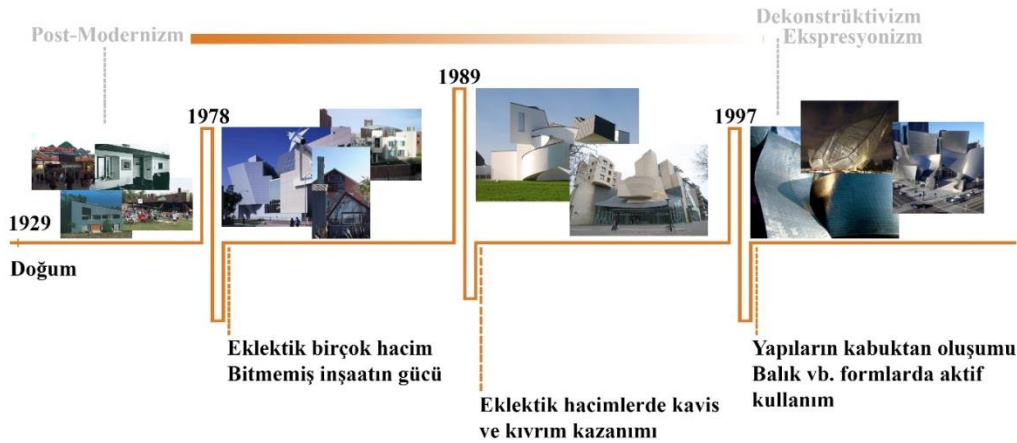 Post-Modernizm
Dekonstrüktivizm
Ekspresyonizm
1989
1978
1997
1929
Doğum
Eklektik birçok hacim
Bitmemiş inşaatın gücü
Eklektik hacimlerde kavis
ve kıvrım kazanımı
Yapıların kabuktan oluşumu
Balık vb. formlarda aktif
kullanım